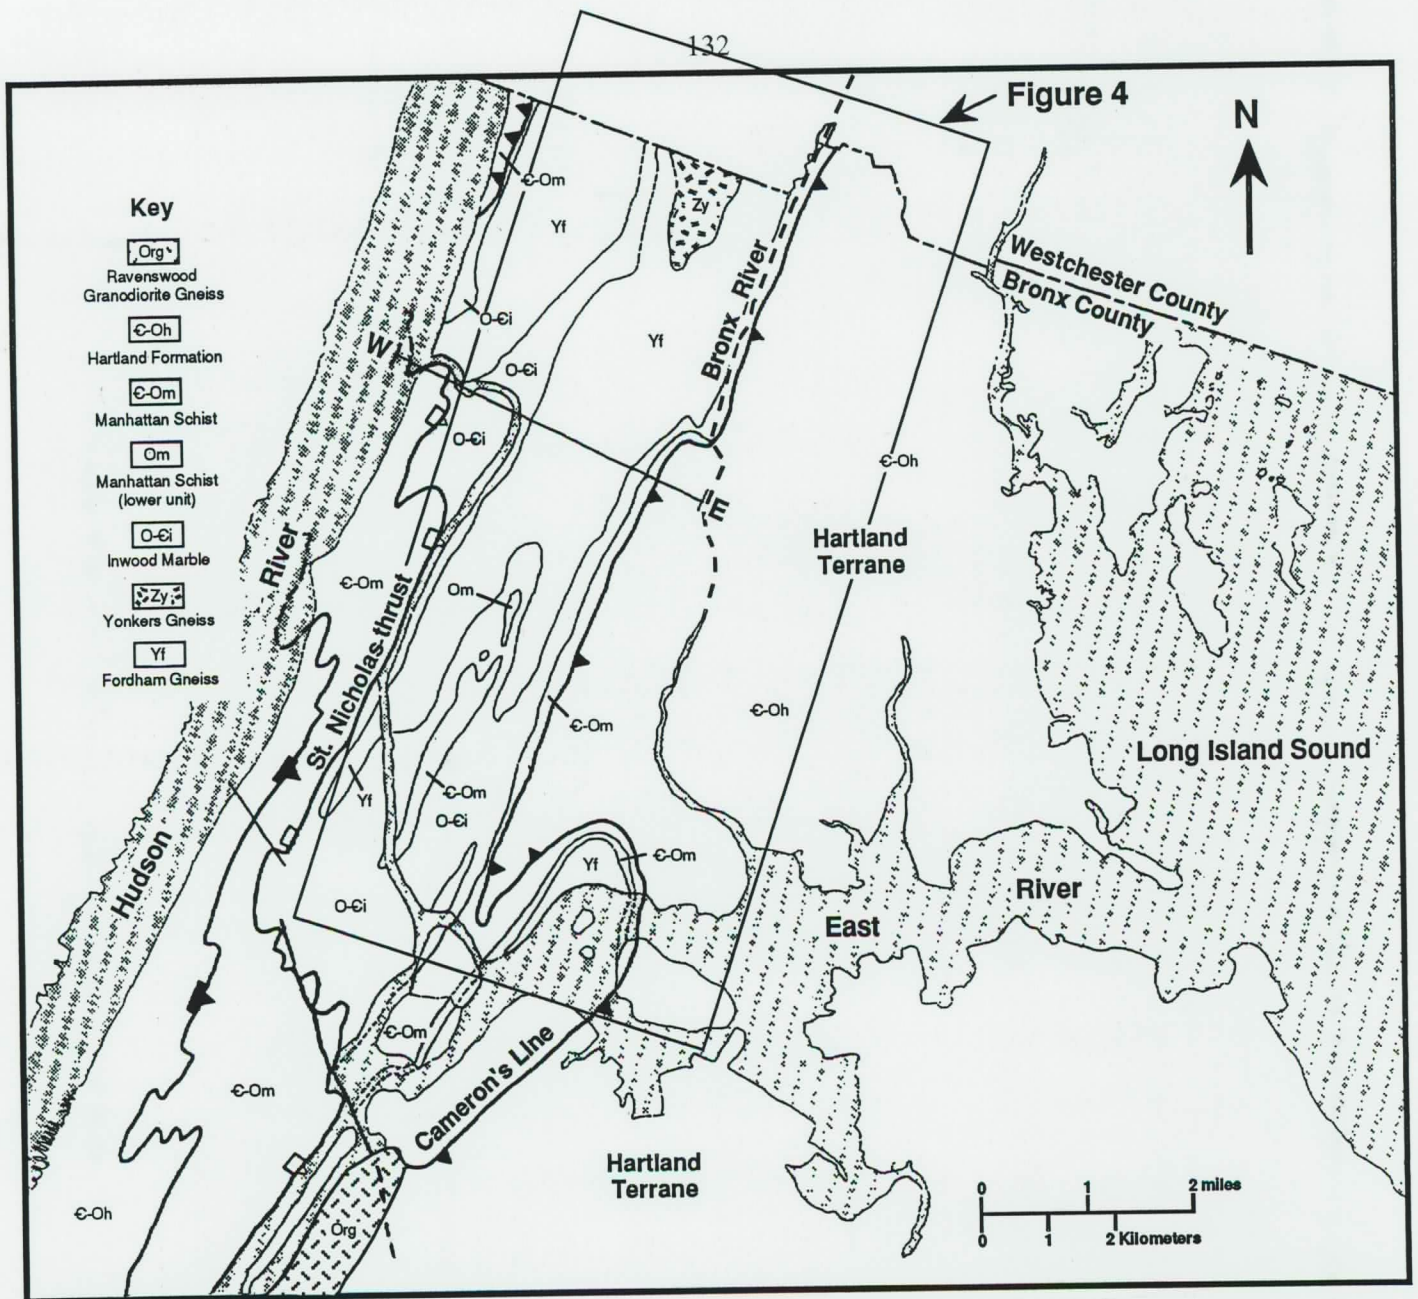 132
Figure 4
N
Key
Org
Ravenswood
Granodiorite Gneiss
Є-Oh
Hartland Formation
Є-Om
Manhattan Schist
Om
Manhattan Schist
(lower unit)
O-Єi
Inwood Marble
Zy
Yonkers Gneiss
Yf
Fordham Gneiss
Є-Om
Yf
Zy
Westchester County
Bronx County
Bronx River
O-Єi
Yf
W
O-Єi
O-Єi
Є-Oh
E
Hartland
Terrane
River
Є-Om
Om
St. Nicholas thrust
Є-Om
Є-Oh
Long Island Sound
Yf
Є-Om
O-Єi
Hudson
Yf
Є-Om
River
O-Єi
East
Є-Om
Cameron's Line
Є-Om
Hartland
Terrane
Є-Oh
Org
0 1 2 miles
0 1 2 Kilometers